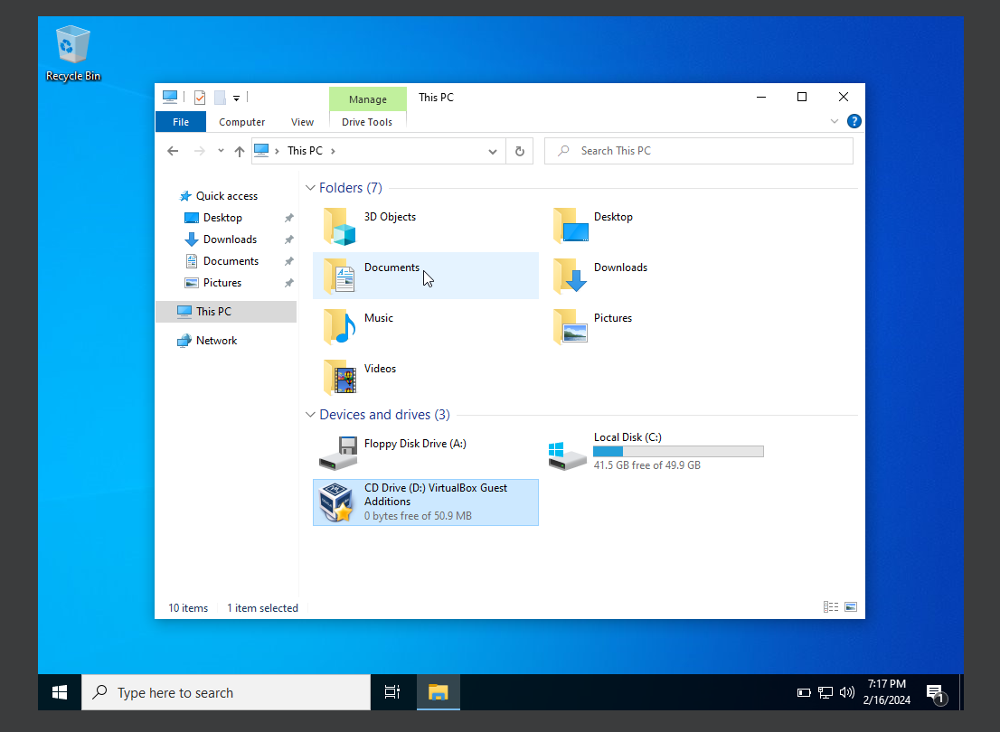 Recycle Bin
Manage
This PC
File
Computer
View
Drive Tools
This PC
Search This PC
Quick access
Desktop
Downloads
Documents
Pictures
This PC
Network
Folders (7)
3D Objects
Desktop
Documents
Downloads
Music
Pictures
Videos
Devices and drives (3)
Floppy Disk Drive (A:)
Local Disk (C:)
41.5 GB free of 49.9 GB
CD Drive (D:) VirtualBox Guest
Additions
0 bytes free of 50.9 MB
10 items
1 item selected
Type here to search
7:17 PM
2/16/2024
1